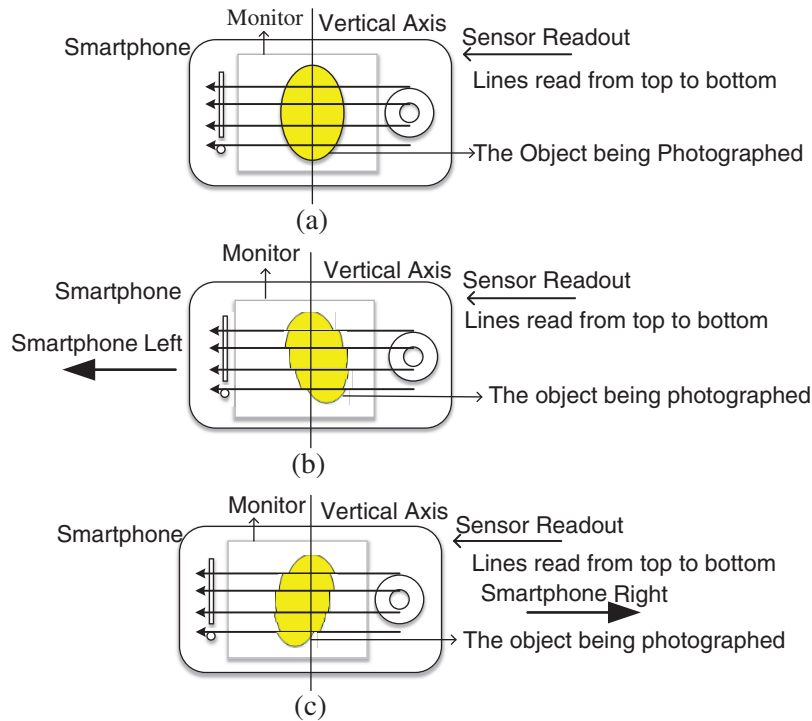 Monitor
Vertical Axis
Smartphone
Sensor Readout
Lines read from top to bottom
The Object being Photographed
(a)
Monitor
Vertical Axis
Sensor Readout
Smartphone
Lines read from top to bottom
Smartphone Left
The object being photographed
(b)
Monitor
Vertical Axis
Smartphone
Sensor Readout
Lines read from top to bottom
Smartphone Right
The object being photographed
(c)